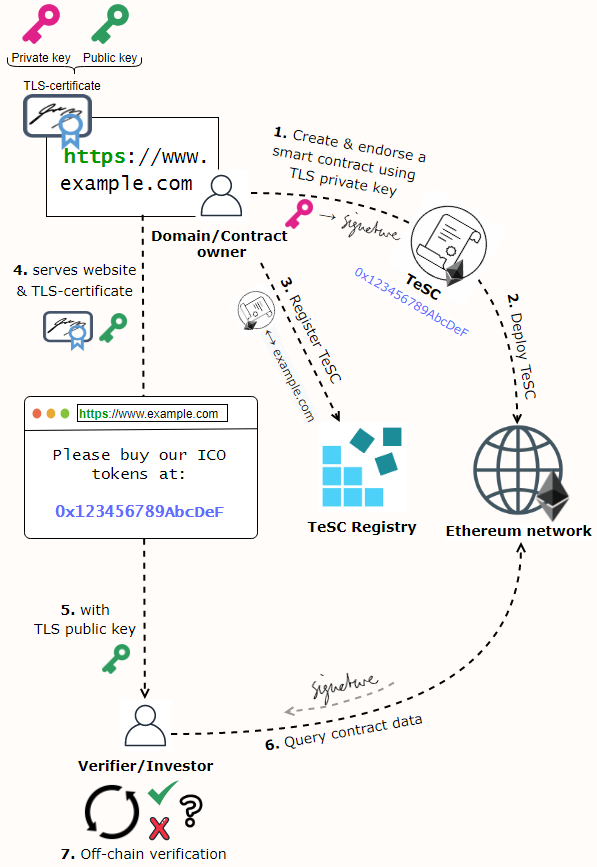 Private key
Public key
TLS-certificate
https://www.
example.com
Domain/Contract
owner
1. Create & endorse a
smart contract using
TLS private key
signature
TeSC
0x123456789AbcDeF
2. Deploy TeSC
3. Register TeSC
example.com
4. serves website
& TLS-certificate
https://www.example.com
Please buy our ICO
tokens at:
0x123456789AbcDeF
TeSC Registry
Ethereum network
5. with
TLS public key
signature
6. Query contract data
Verifier/Investor
?
7. Off-chain verification